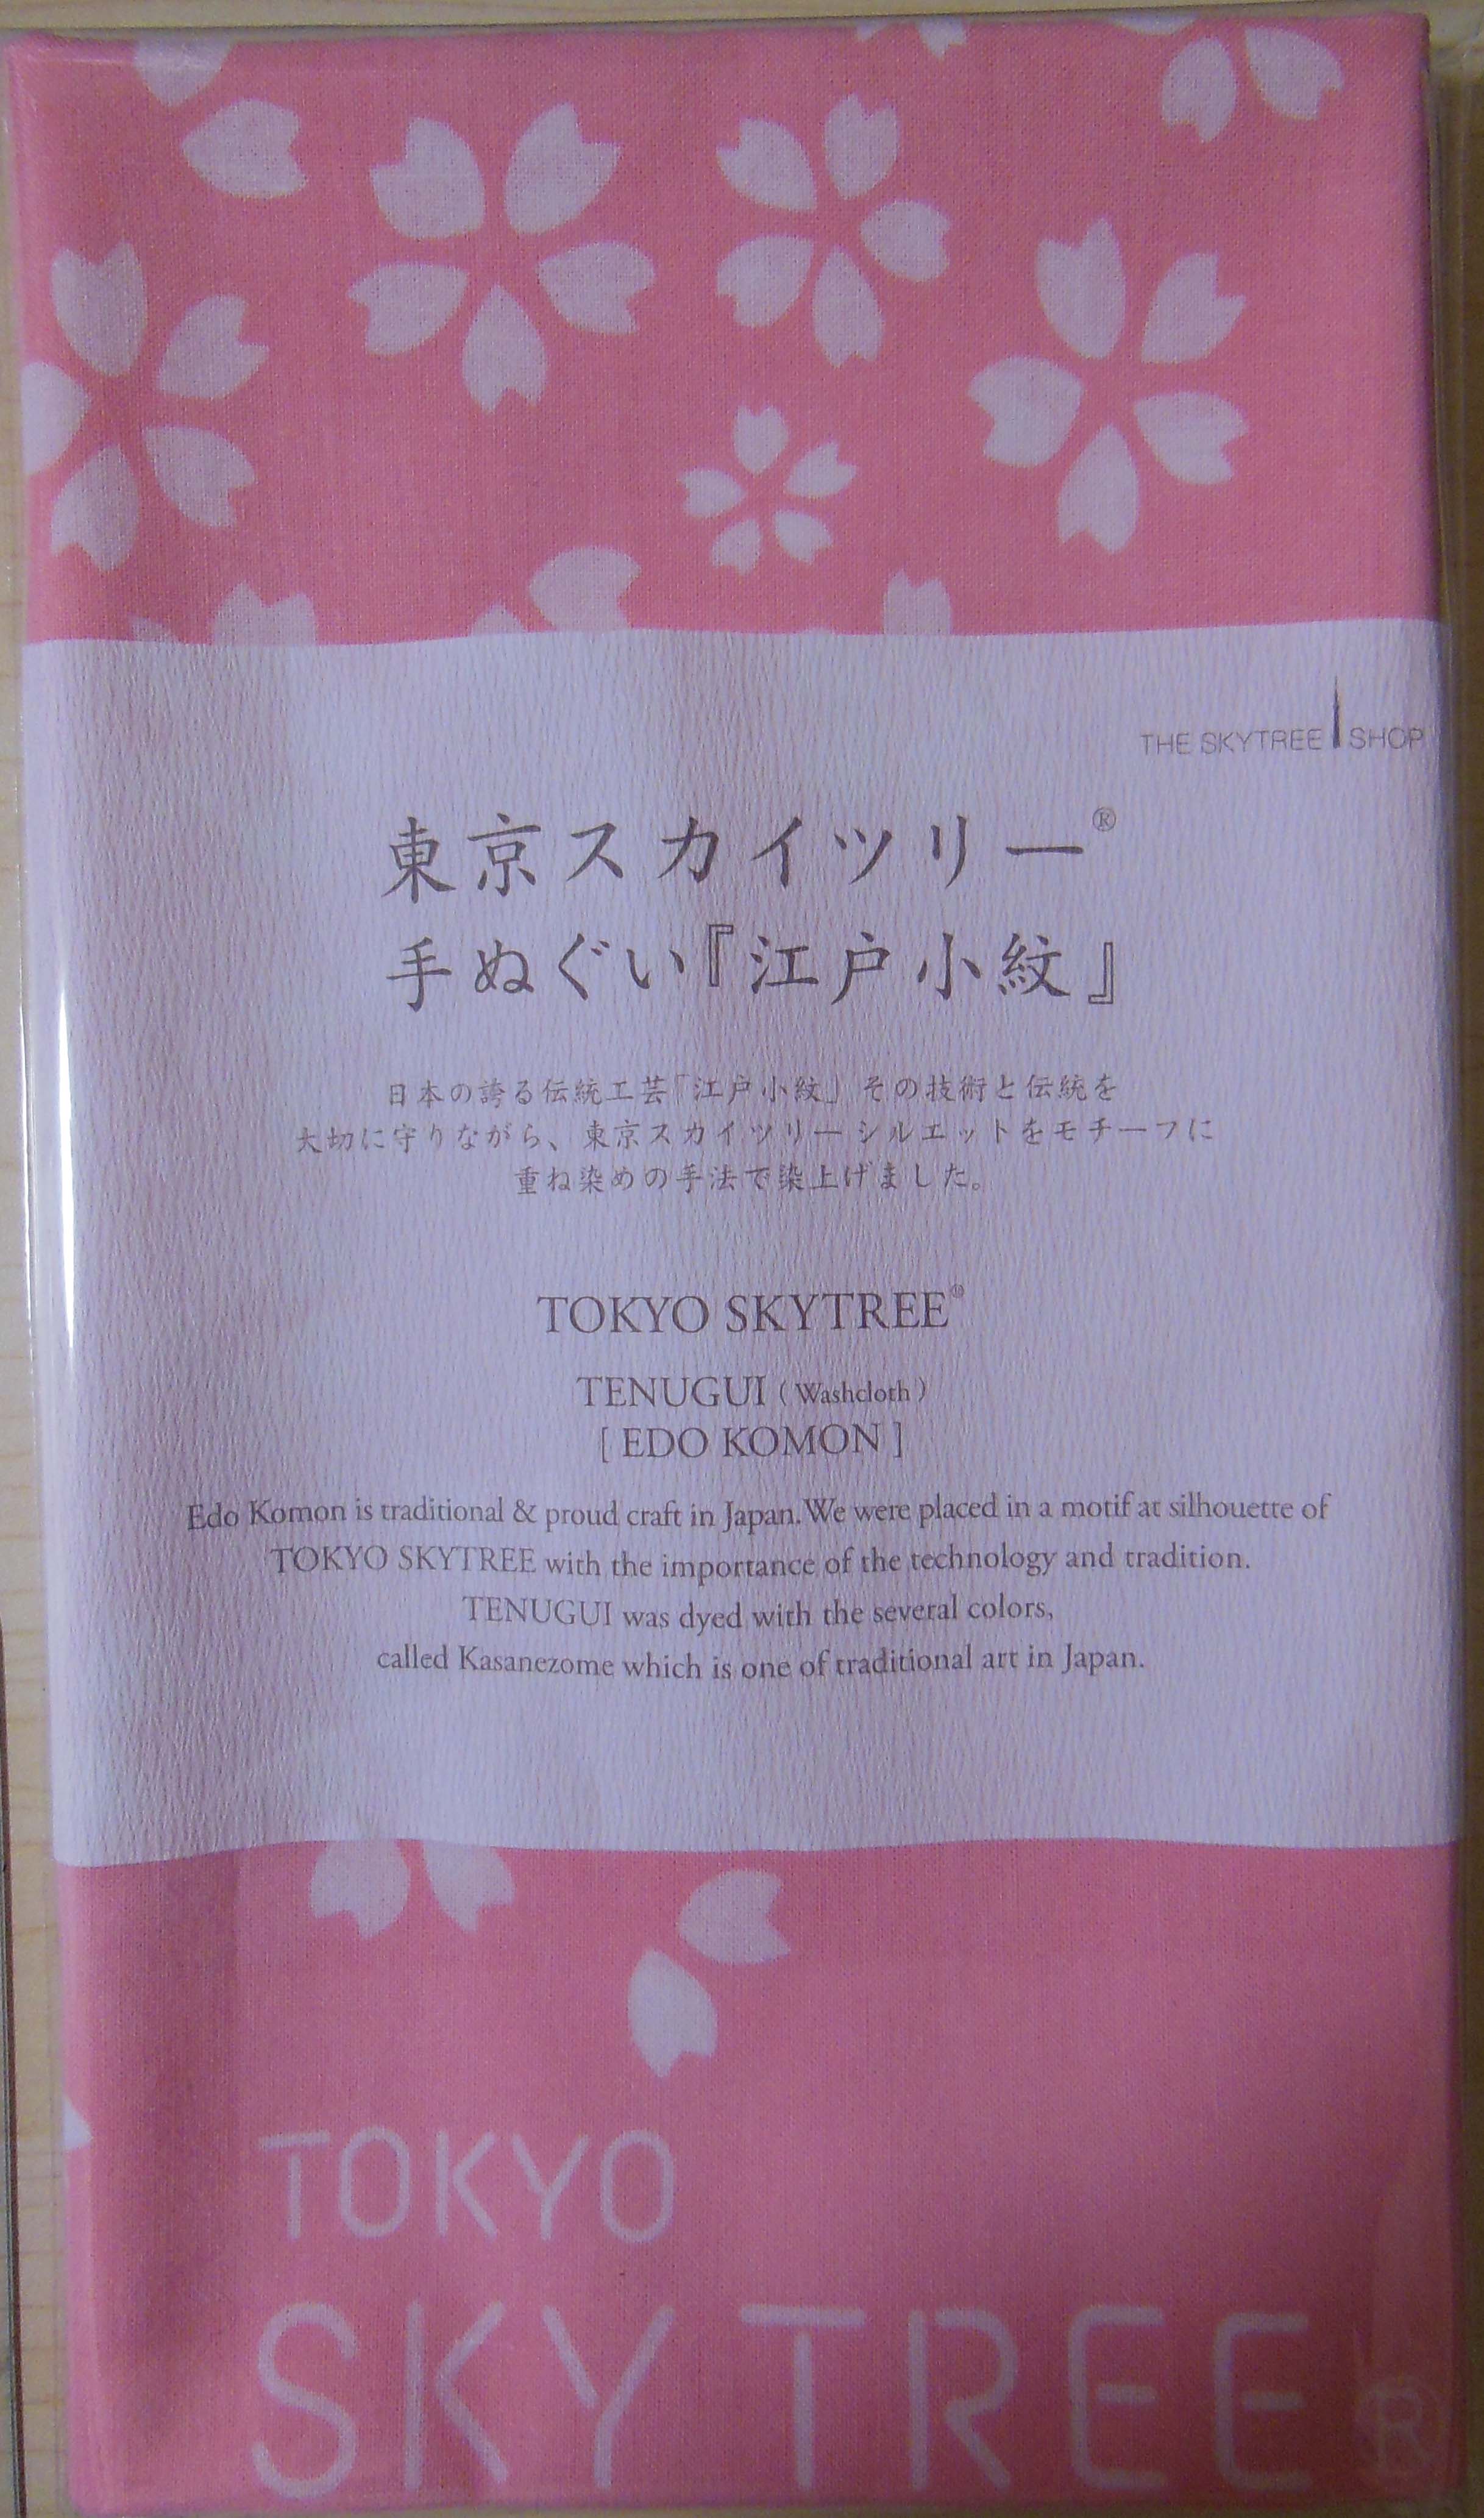 THE SKYTREE SHOP
東京スカイツリー®
手ぬぐい『江戸小紋』
日本の誇る伝統工芸「江戸小紋」その技術と伝統を
大切に守りながら、東京スカイツリーシルエットをモチーフに
重ね染めの手法で染上げました。
TOKYO SKYTREE®
TENUGUI (Washcloth)
[EDO KOMON]
Edo Komon is traditional & proud craft in Japan.We were placed in a motif at silhouette of
TOKYO SKYTREE with the importance of the technology and tradition.
TENUGUI was dyed with the several colors,
called Kasanezome which is one of traditional art in Japan.
TOKYO
SKY TREE®